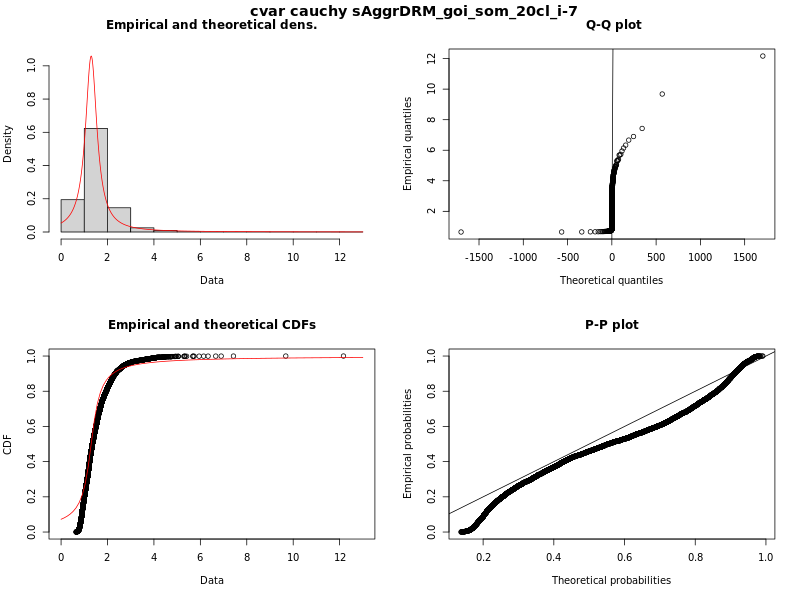 cvar cauchy sAggrDRM_goi_som_20cl_i-7
Empirical and theoretical dens.
Density
0.0 0.2 0.4 0.6 0.8 1.0
0 2 4 6 8 10 12
Data
Q-Q plot
Empirical quantiles
2 4 6 8 10 12
-1500 -1000 -500 0 500 1000 1500
Theoretical quantiles
Empirical and theoretical CDFs
CDF
0.0 0.2 0.4 0.6 0.8 1.0
0 2 4 6 8 10 12
Data
P-P plot
Empirical probabilities
0.0 0.2 0.4 0.6 0.8 1.0
0.2 0.4 0.6 0.8 1.0
Theoretical probabilities